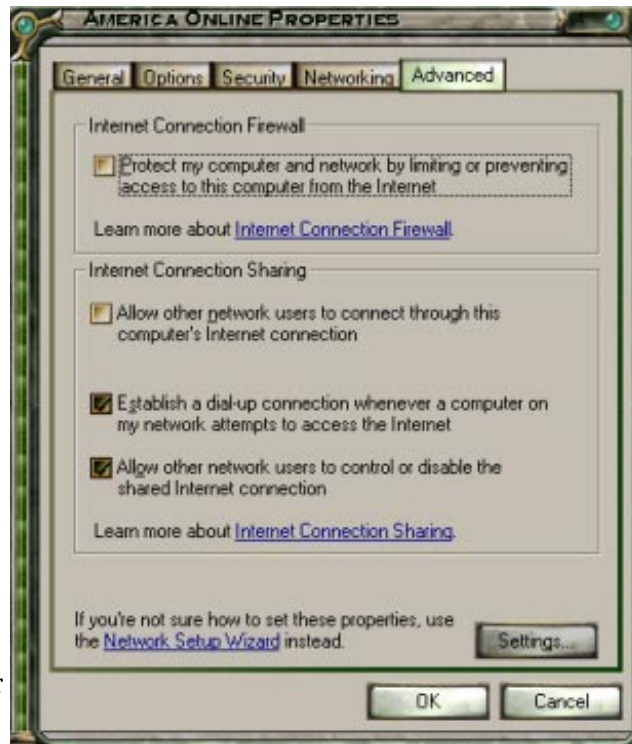 AMERICA ONLINE PROPERTIES
General Options Security Networking Advanced
Internet Connection Firewall
Protect my computer and network by limiting or preventing
access to this computer from the Internet
Learn more about Internet Connection Firewall.
Internet Connection Sharing
Allow other network users to connect through this
computer's Internet connection
Establish a dial-up connection whenever a computer on
my network attempts to access the Internet
Allow other network users to control or disable the
shared Internet connection
Learn more about Internet Connection Sharing.
If you're not sure how to set these properties, use
the Network Setup Wizard instead.
Settings...
OK Cancel